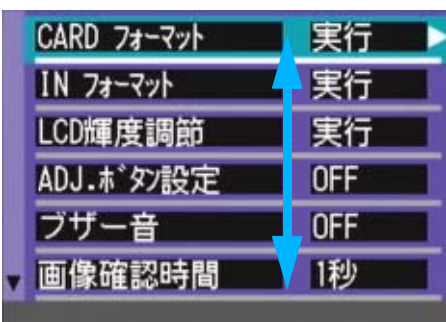 CARD フォーマット 実行
IN フォーマット 実行
LCD輝度調節 実行
ADJ.ボタン設定 OFF
ブザー音 OFF
画像確認時間 1秒